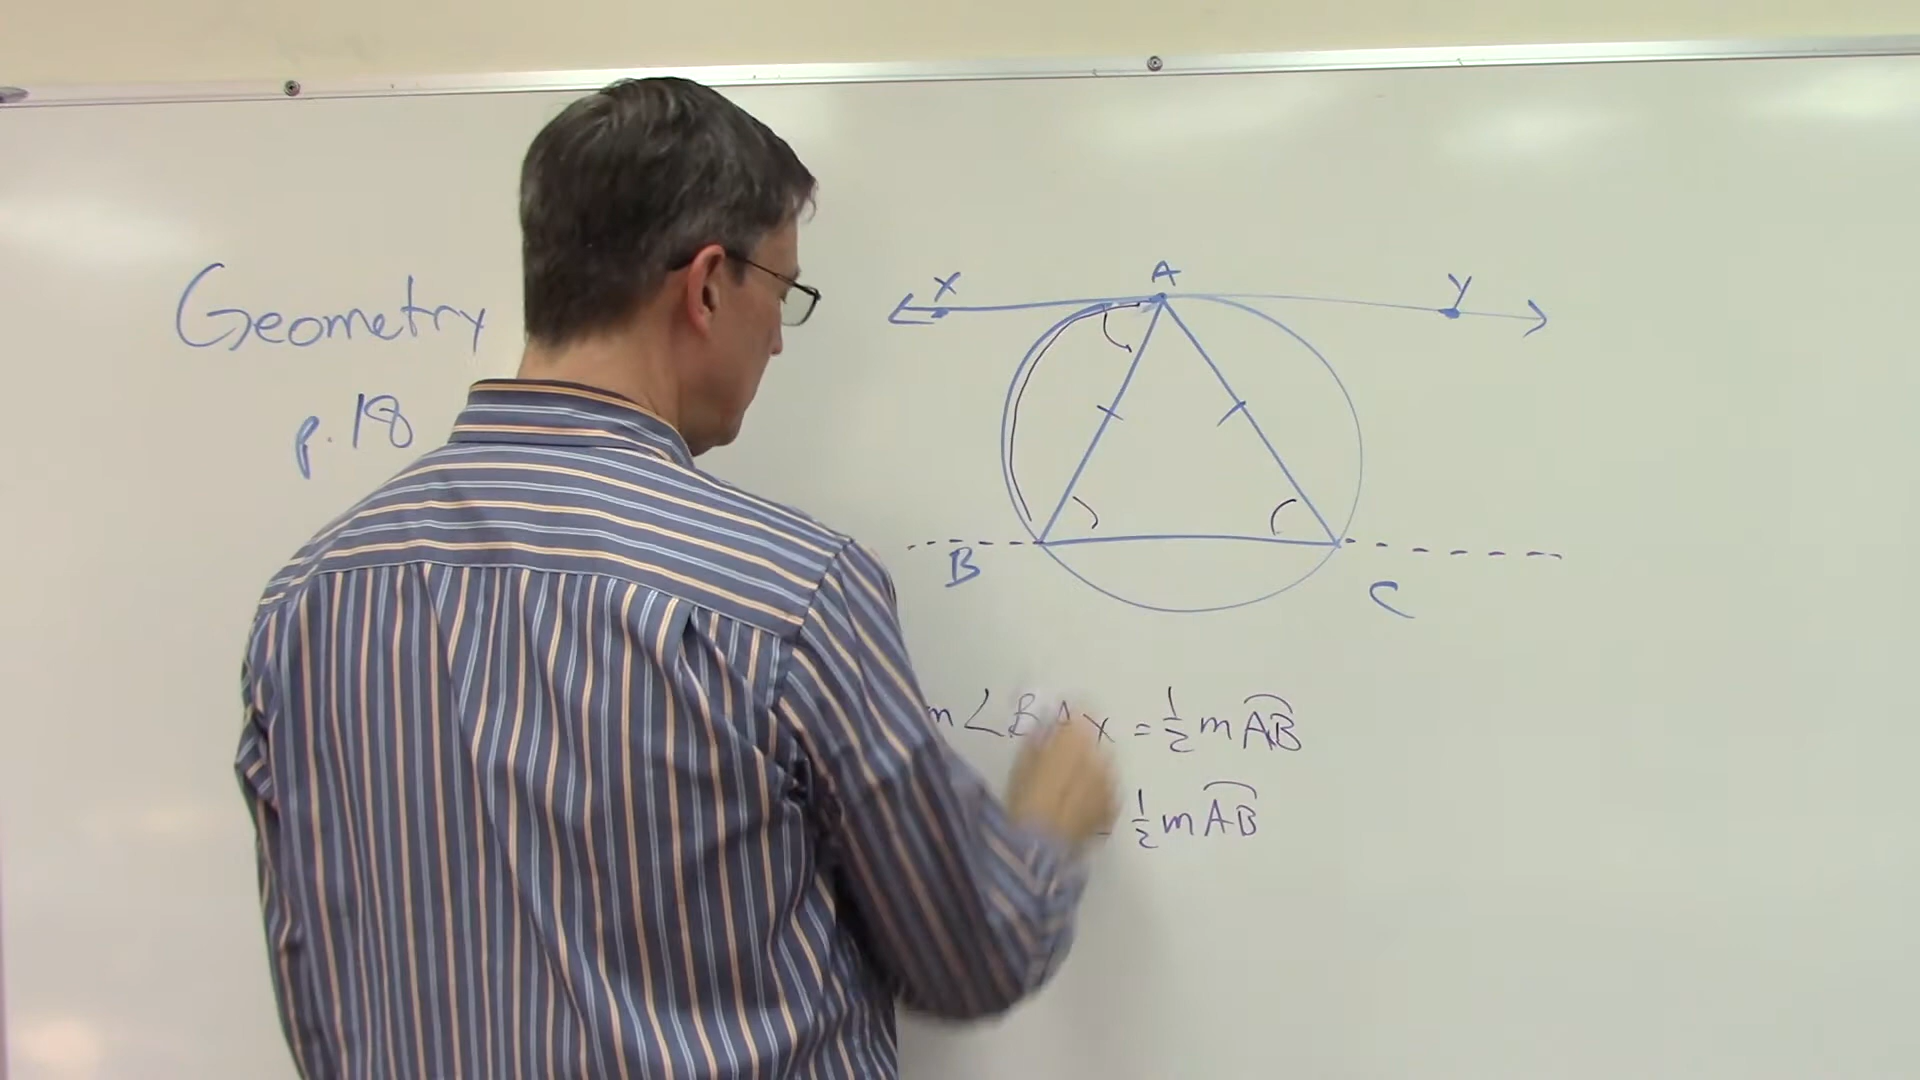 Geometry
p. 18
X A Y
B
C
m∠BAX = 1/2 mAB
= 1/2 mAB